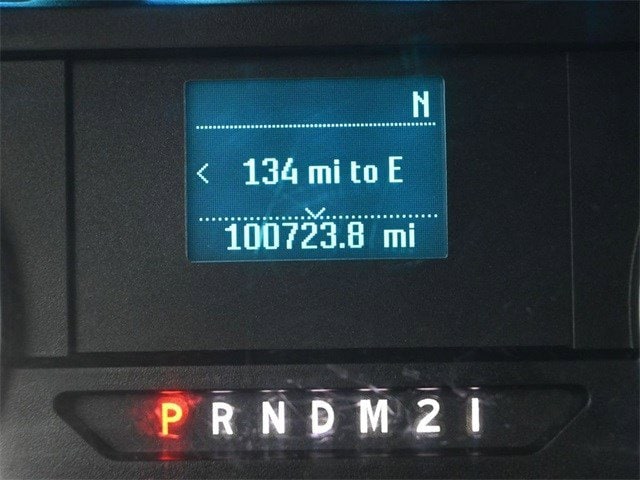 N
< 134 mi to E
100723.8 mi
P R N D M 2 1